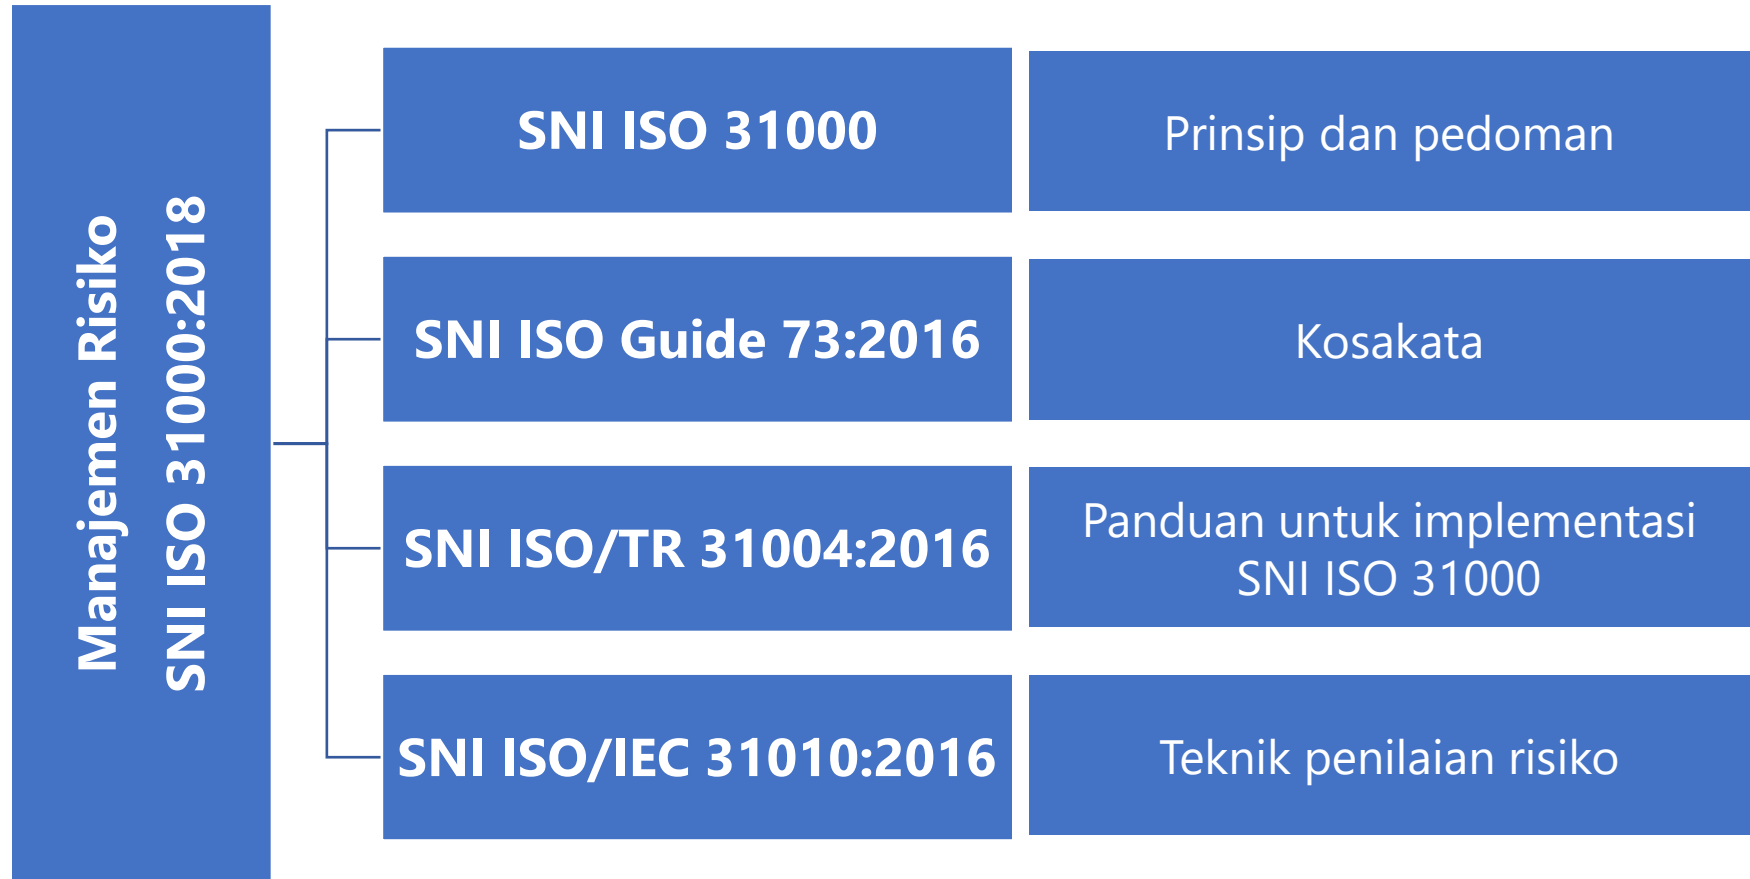 Manajemen Risiko
SNI ISO 31000:2018
SNI ISO 31000
Prinsip dan pedoman
SNI ISO Guide 73:2016
Kosakata
SNI ISO/TR 31004:2016
Panduan untuk implementasi
SNI ISO 31000
SNI ISO/IEC 31010:2016
Teknik penilaian risiko